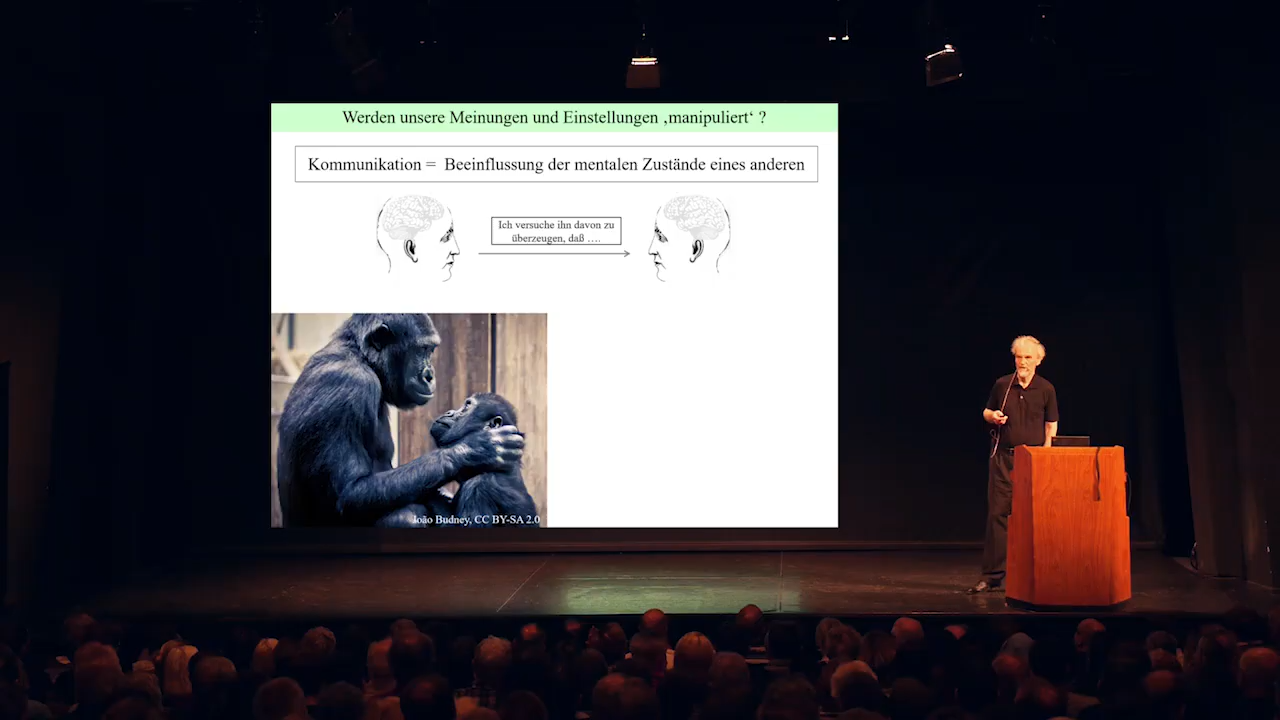 Werden unsere Meinungen und Einstellungen ‚manipuliert‘ ?
Kommunikation = Beeinflussung der mentalen Zustände eines anderen
Ich versuche ihn davon zu
überzeugen, daß ….
João Budney, CC BY-SA 2.0